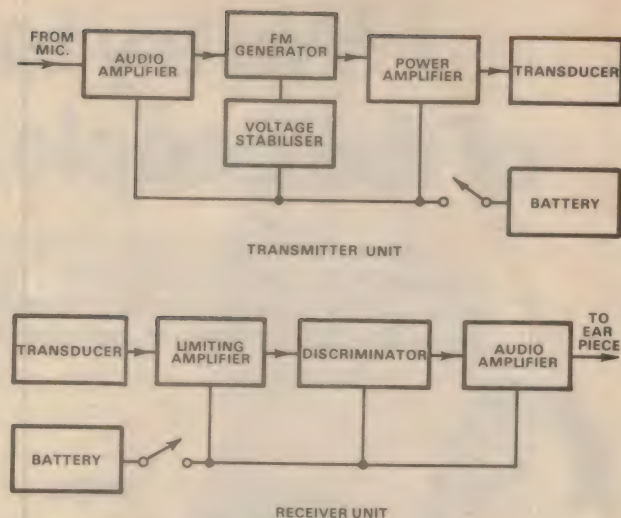 FROM
MIC.
AUDIO
AMPLIFIER
FM
GENERATOR
POWER
AMPLIFIER
TRANSDUCER
VOLTAGE
STABILISER
BATTERY
TRANSMITTER UNIT
TRANSDUCER
LIMITING
AMPLIFIER
DISCRIMINATOR
AUDIO
AMPLIFIER
TO
EAR
PIECE
BATTERY
RECEIVER UNIT